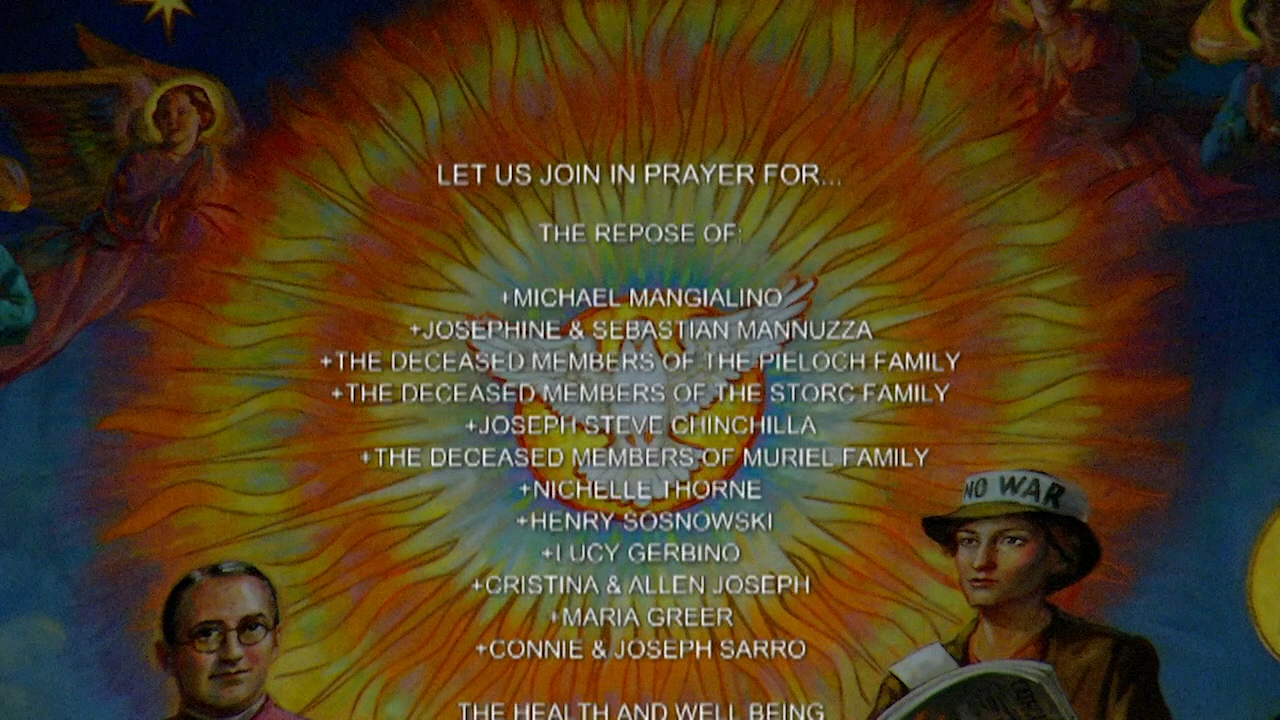 LET US JOIN IN PRAYER FOR...
THE REPOSE OF:
+MICHAEL MANGIALINO
+JOSEPHINE & SEBASTIAN MANNUZZA
+THE DECEASED MEMBERS OF THE PIELOCH FAMILY
+THE DECEASED MEMBERS OF THE STORC FAMILY
+JOSEPH STEVE CHINCHILLA
+THE DECEASED MEMBERS OF MURIEL FAMILY
+NICHELLE THORNE
NO WAR
+HENRY SOSNOWSKI
+LUCY GERBINO
+CRISTINA & ALLEN JOSEPH
+MARIA GREER
+CONNIE & JOSEPH SARRO
THE HEALTH AND WELL BEING